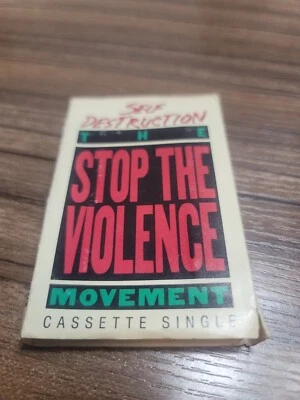 SELF
DESTRUCTION
THE
STOP THE
VIOLENCE
MOVEMENT
CASSETTE SINGLE